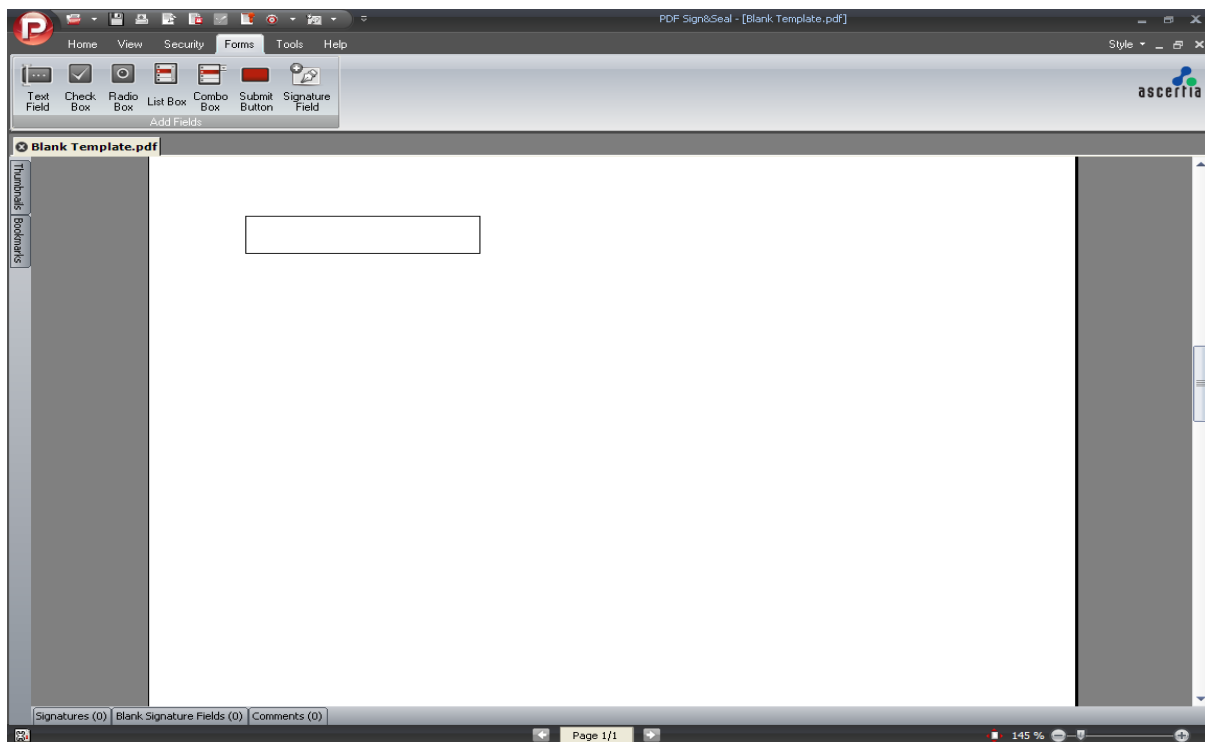 PDF Sign&Seal - [Blank Template.pdf]
Home View Security Forms Tools Help Style
Text Field Check Box Radio Box List Box Combo Box Submit Button Signature Field
Add Fields
ascertia
Blank Template.pdf
Thumbnails
Bookmarks
Signatures (0) Blank Signature Fields (0) Comments (0)
Page 1/1 145 %